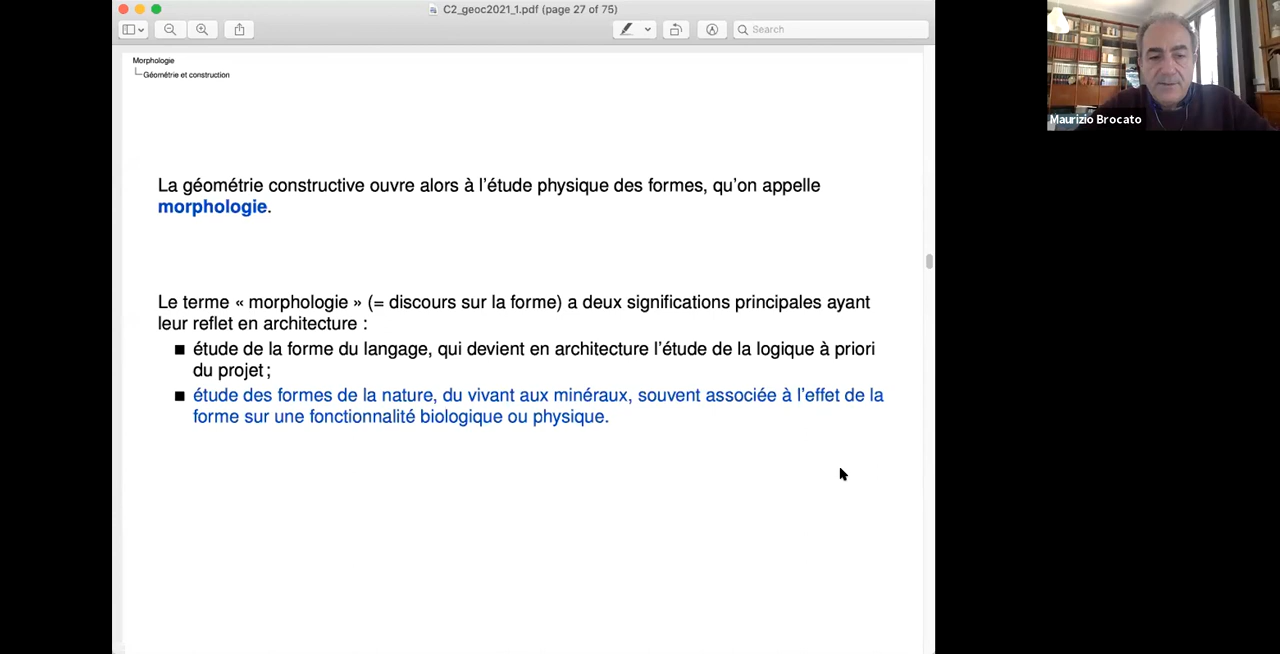 C2_geoc2021_1.pdf (page 27 of 75)
Search
Morphologie
Géométrie et construction
La géométrie constructive ouvre alors à l'étude physique des formes, qu'on appelle
morphologie.
Le terme « morphologie » (= discours sur la forme) a deux significations principales ayant
leur reflet en architecture :
étude de la forme du langage, qui devient en architecture l'étude de la logique à priori
du projet ;
étude des formes de la nature, du vivant aux minéraux, souvent associée à l'effet de la
forme sur une fonctionnalité biologique ou physique.
Maurizio Brocato